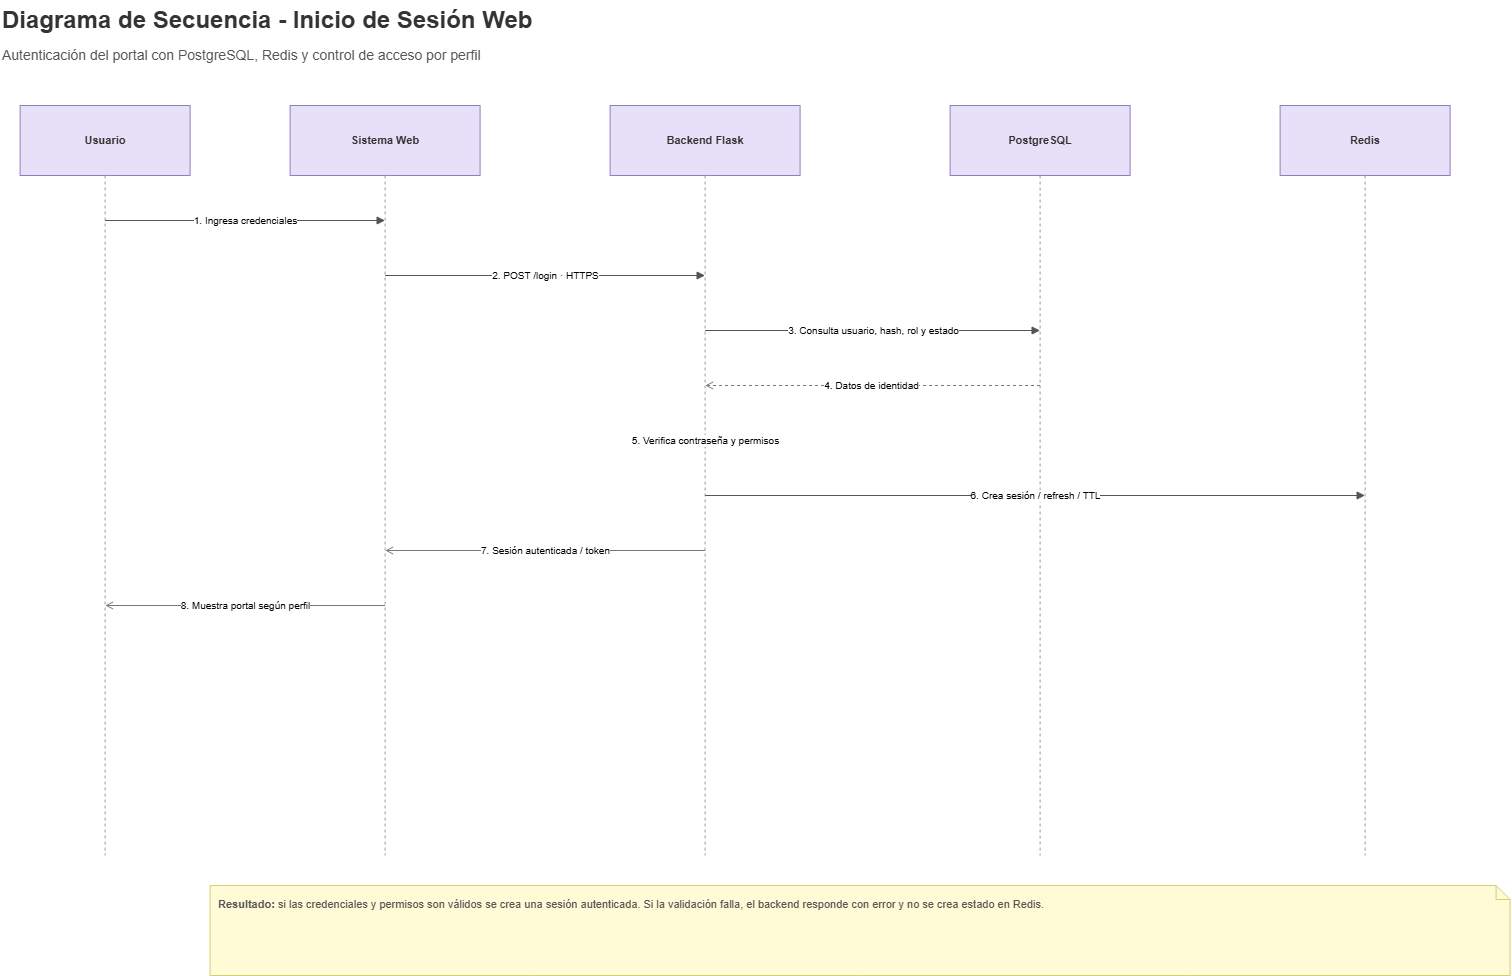 Diagrama de Secuencia - Inicio de Sesión Web
Autenticación del portal con PostgreSQL, Redis y control de acceso por perfil
Usuario
Sistema Web
Backend Flask
PostgreSQL
Redis
1. Ingresa credenciales
2. POST /login · HTTPS
3. Consulta usuario, hash, rol y estado
4. Datos de identidad
5. Verifica contraseña y permisos
6. Crea sesión / refresh / TTL
7. Sesión autenticada / token
8. Muestra portal según perfil
Resultado: si las credenciales y permisos son válidos se crea una sesión autenticada. Si la validación falla, el backend responde con error y no se crea estado en Redis.